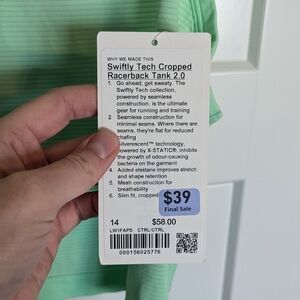 WHY WE MADE THIS
Swiftly Tech Cropped
Racerback Tank 2.0
1. Go ahead, get sweaty. The
Swiftly Tech collection,
powered by seamless
construction, is the ultimate
gear for running and training
2. Seamless construction for
minimal seams. Where there are
seams, they're flat for reduced
chafing
Silverescent™ technology,
powered by X-STATIC®, inhibits
the growth of odour-causing
bacteria on the garment
4. Added elastane improves stretch
and shape retention
5. Mesh construction for
breathability
6. Slim fit, cropped
$39
Final Sale
14 $58.00
LW1FAPS CTRL/CTRL
000156025776